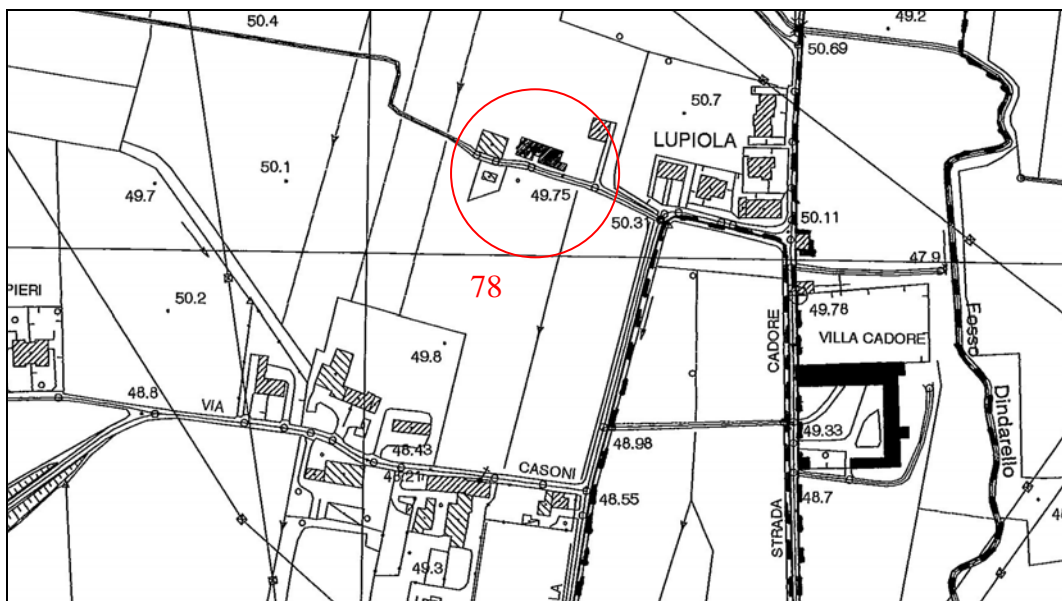 50.4
49.2
50.69
50.7
LUPIOLA
50.1
49.7
49.75
50.31
50.11
47.9
78
PIERI
50.2
49.78
VILLA CADORE
CADORE
Fosso
49.8
48.8
VIA
48.43
48.98
49.33
Dindarello
48.21
CASONI
48.55
48.7
STRADA
49.3
LA